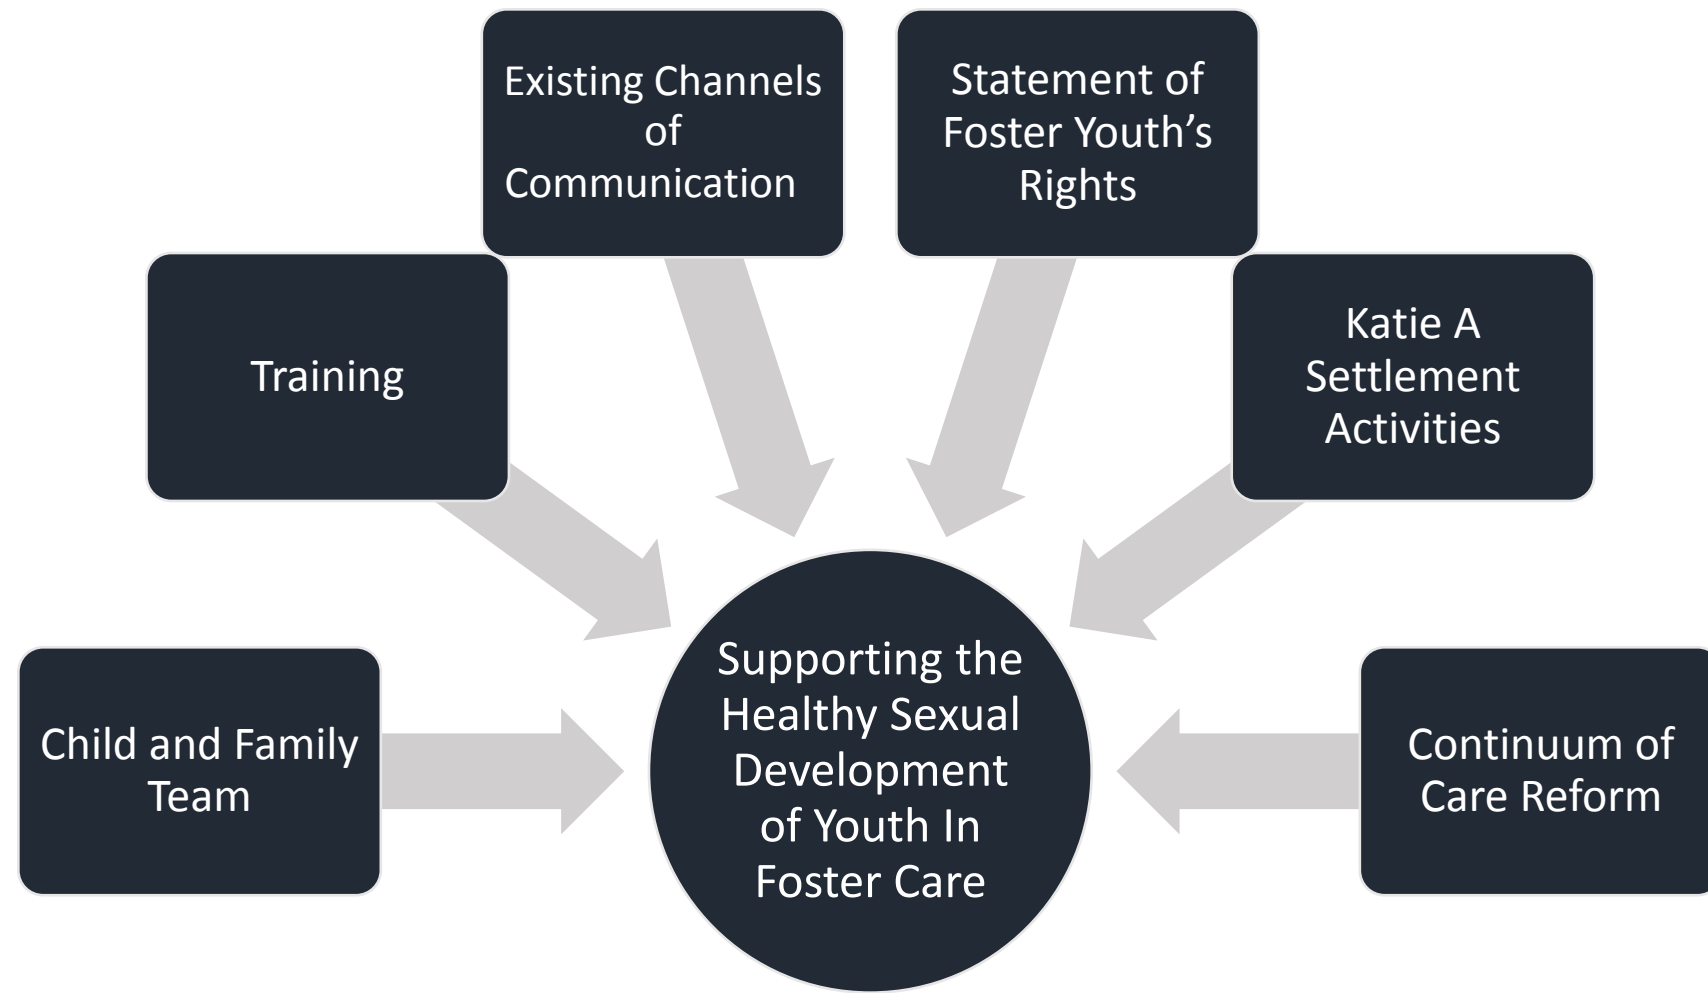 Existing Channels
of
Communication
Statement of
Foster Youth’s
Rights
Training
Katie A
Settlement
Activities
Child and Family
Team
Supporting the
Healthy Sexual
Development
of Youth In
Foster Care
Continuum of
Care Reform